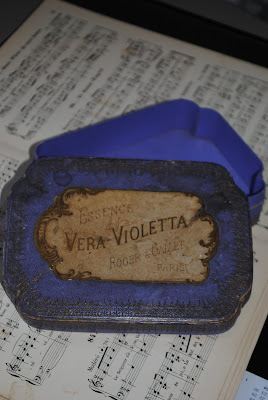 ESSENCE
VERA-VIOLETTA
ROGER & GALLET
PARIS